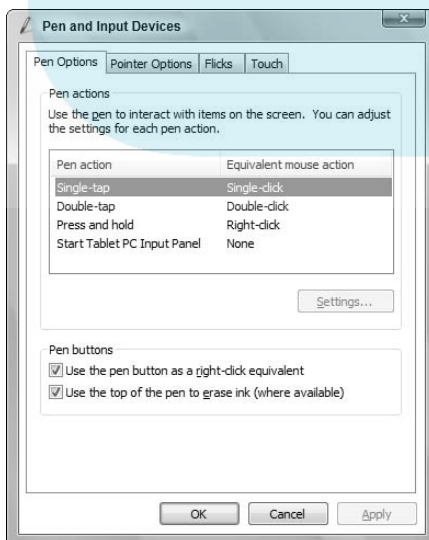 Pen and Input Devices
x
Pen Options Pointer Options Flicks Touch
Pen actions
Use the pen to interact with items on the screen. You can adjust
the settings for each pen action.
Pen action Equivalent mouse action
Single-tap Single-click
Double-tap Double-click
Press and hold Right-click
Start Tablet PC Input Panel None
Settings...
Pen buttons
Use the pen button as a right-click equivalent
Use the top of the pen to erase ink (where available)
OK Cancel Apply